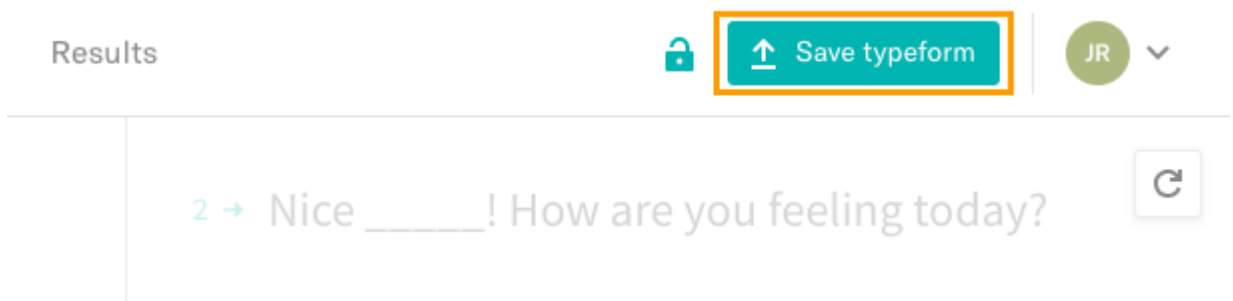 Results
Save typeform
JR
2 → Nice _____! How are you feeling today?